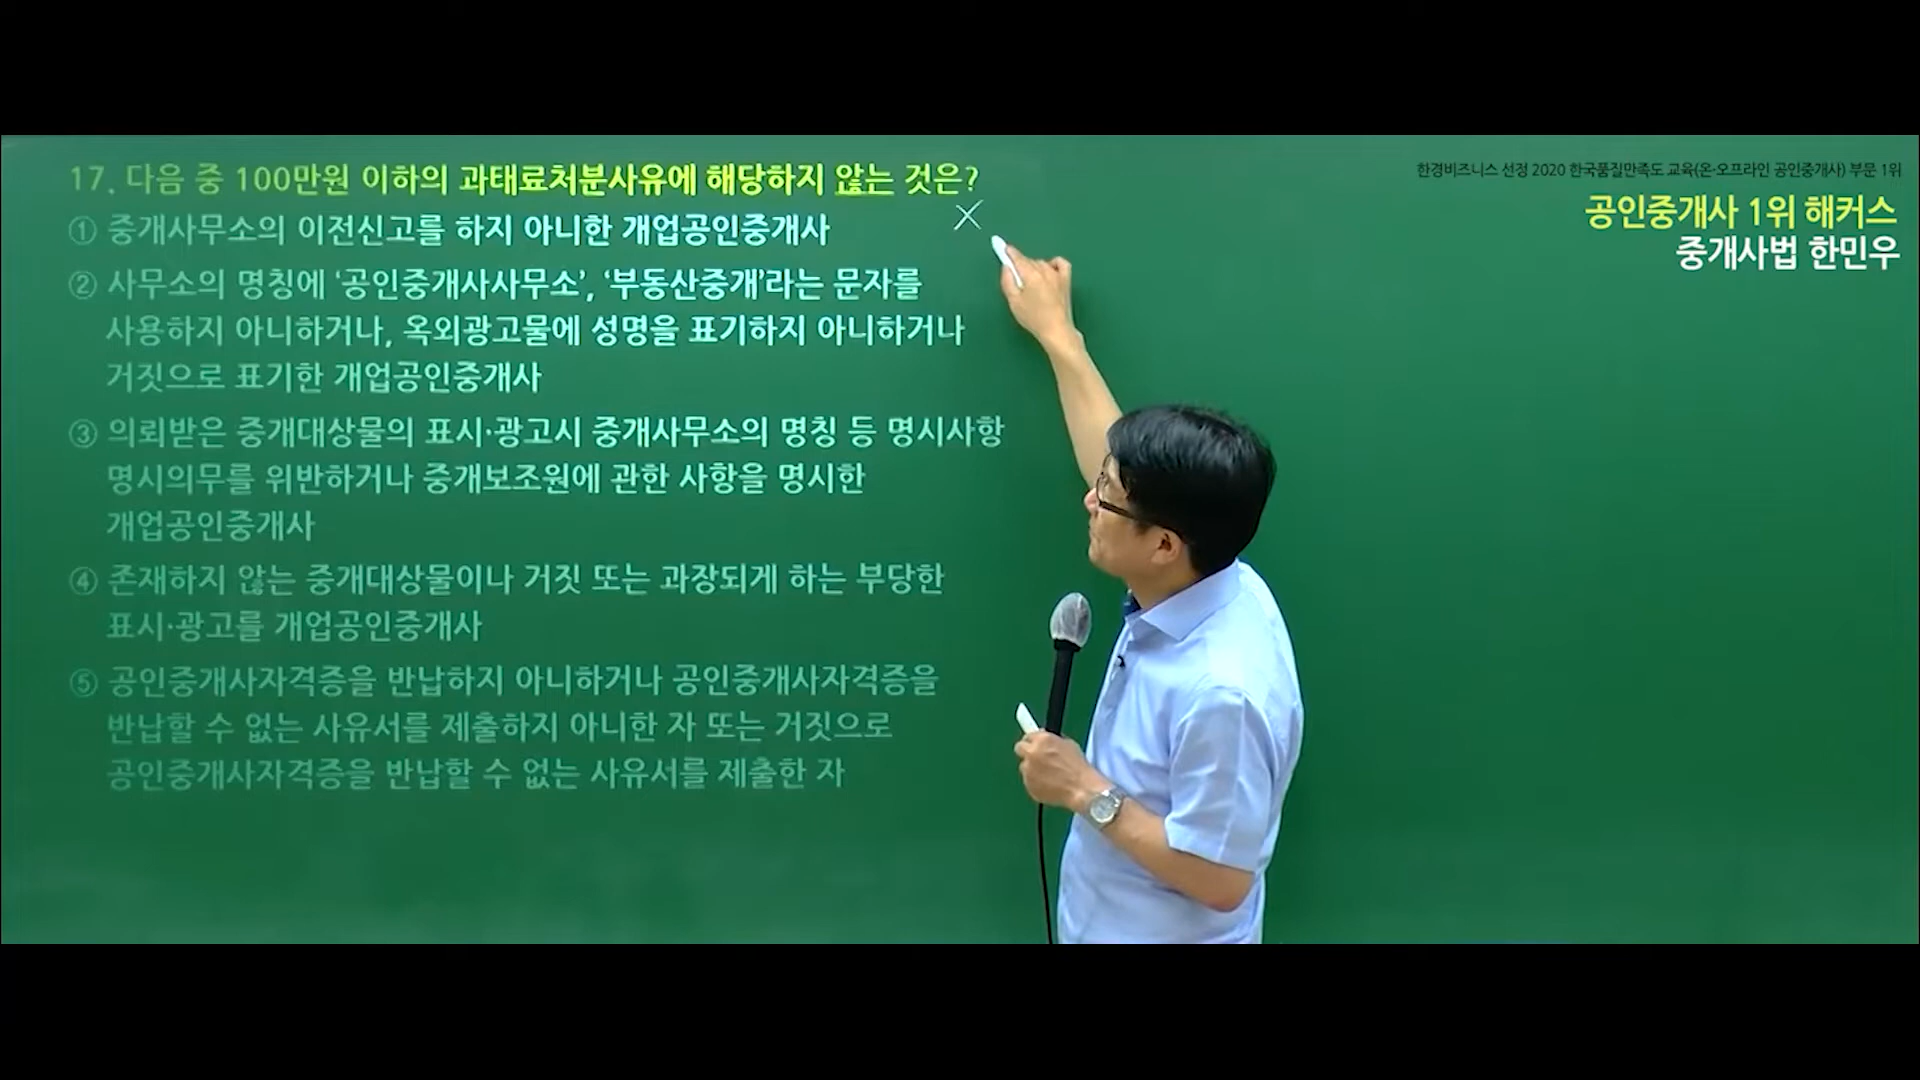 17. 다음 중 100만원 이하의 과태료처분사유에 해당하지 않는 것은?
① 중개사무소의 이전신고를 하지 아니한 개업공인중개사
② 사무소의 명칭에 ‘공인중개사사무소’, ‘부동산중개’라는 문자를
사용하지 아니하거나, 옥외광고물에 성명을 표기하지 아니하거나
거짓으로 표기한 개업공인중개사
③ 의뢰받은 중개대상물의 표시·광고시 중개사무소의 명칭 등 명시사항
명시의무를 위반하거나 중개보조원에 관한 사항을 명시한
개업공인중개사
④ 존재하지 않는 중개대상물이나 거짓 또는 과장되게 하는 부당한
표시·광고를 개업공인중개사
⑤ 공인중개사자격증을 반납하지 아니하거나 공인중개사자격증을
반납할 수 없는 사유서를 제출하지 아니한 자 또는 거짓으로
공인중개사자격증을 반납할 수 없는 사유서를 제출한 자
X
한경비즈니스 선정 2020 한국품질만족도 교육(온·오프라인 공인중개사) 부문 1위
공인중개사 1위 해커스
중개사법 한민우